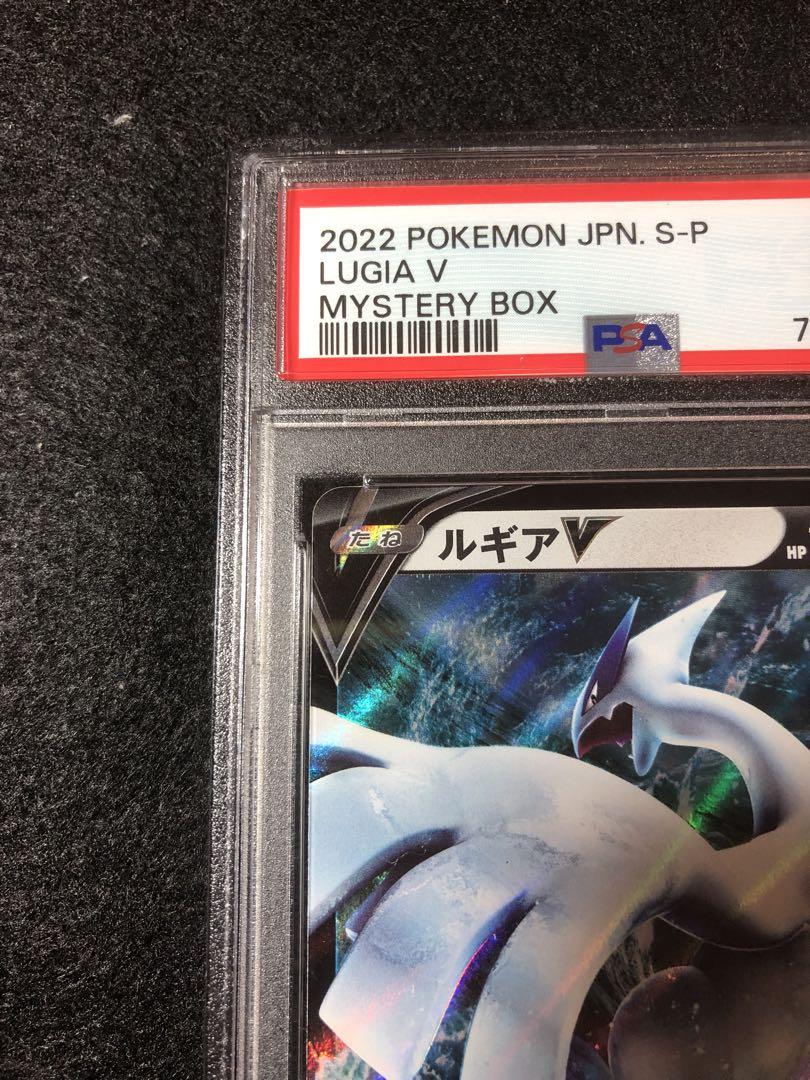 2022 POKEMON JPN. S-P
LUGIA V
MYSTERY BOX
PSA
7
たね ルギアV HP